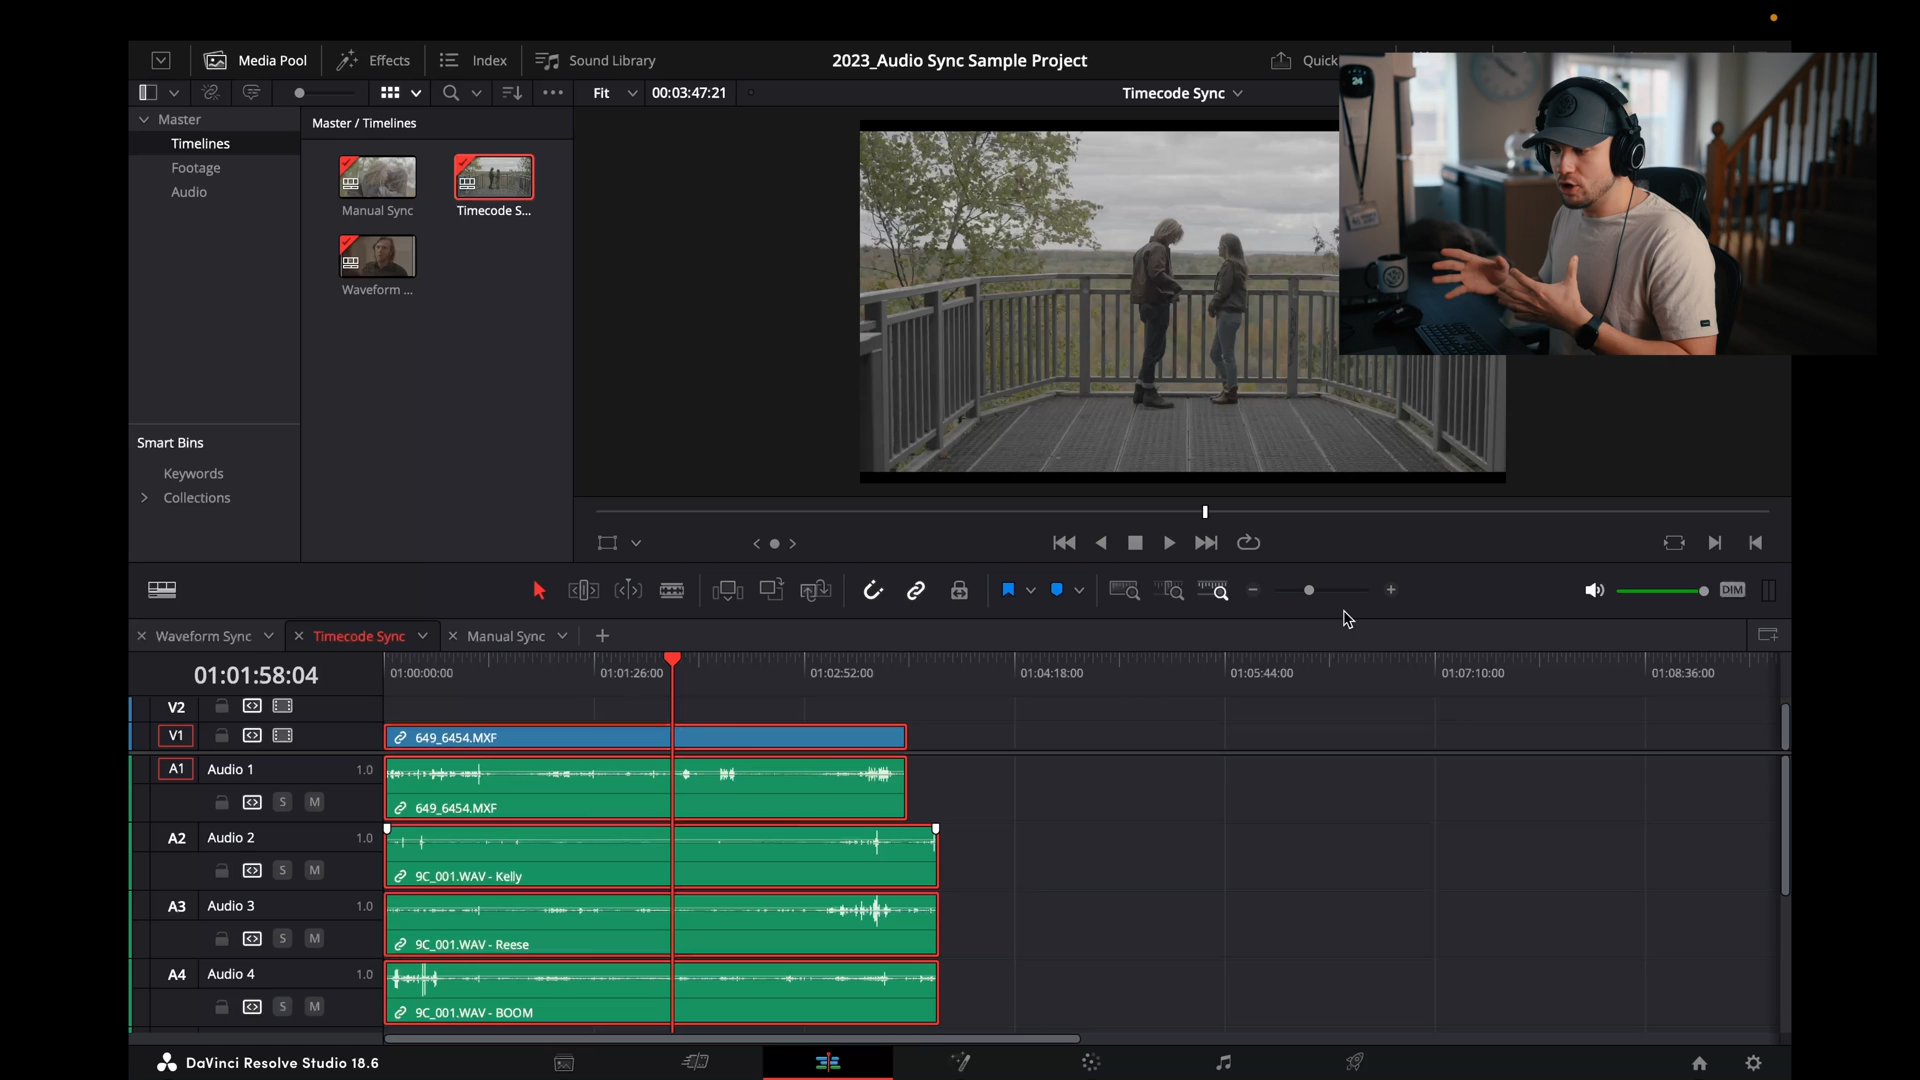 Media Pool
Effects
Index
Sound Library
2023_Audio Sync Sample Project
Quick
Fit
00:03:47:21
Timecode Sync
Master
Timelines
Footage
Audio
Master / Timelines
Manual Sync
Timecode S...
Waveform ...
Smart Bins
Keywords
Collections
24
DIM
Waveform Sync
Timecode Sync
Manual Sync
01:01:58:04
01:00:00:00
01:01:26:00
01:02:52:00
01:04:18:00
01:05:44:00
01:07:10:00
01:08:36:00
V2
V1
649_6454.MXF
A1
Audio 1
1.0
S
M
649_6454.MXF
A2
Audio 2
1.0
S
M
9C_001.WAV - Kelly
A3
Audio 3
1.0
S
M
9C_001.WAV - Reese
A4
Audio 4
1.0
S
M
9C_001.WAV - BOOM
DaVinci Resolve Studio 18.6